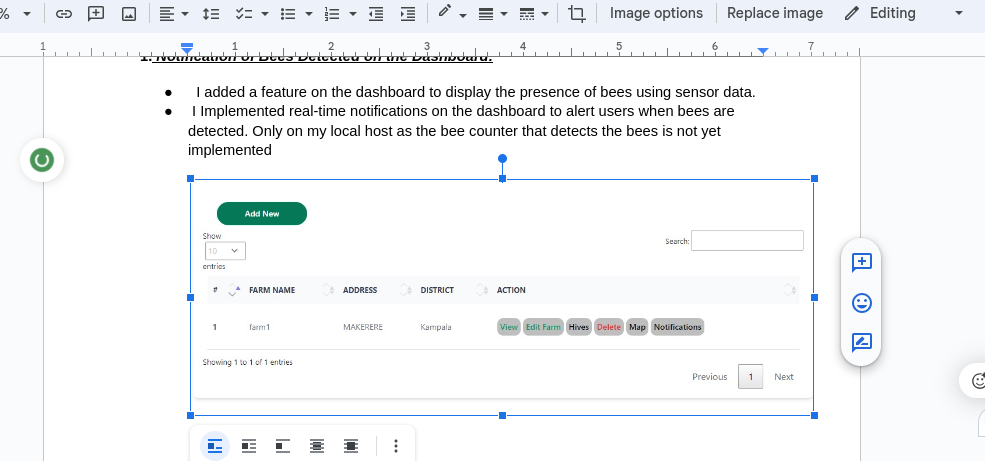 %
Image options
Replace image
Editing
1 1 2 3 4 5 6 7
1. Notification of Bees Detected on the Dashboard:
● I added a feature on the dashboard to display the presence of bees using sensor data.
● I Implemented real-time notifications on the dashboard to alert users when bees are
detected. Only on my local host as the bee counter that detects the bees is not yet
implemented
Add New
Show
10
entries
Search:
# FARM NAME ADDRESS DISTRICT ACTION
1 farm1 MAKERERE Kampala View Edit Farm Hives Delete Map Notifications
Showing 1 to 1 of 1 entries
Previous 1 Next